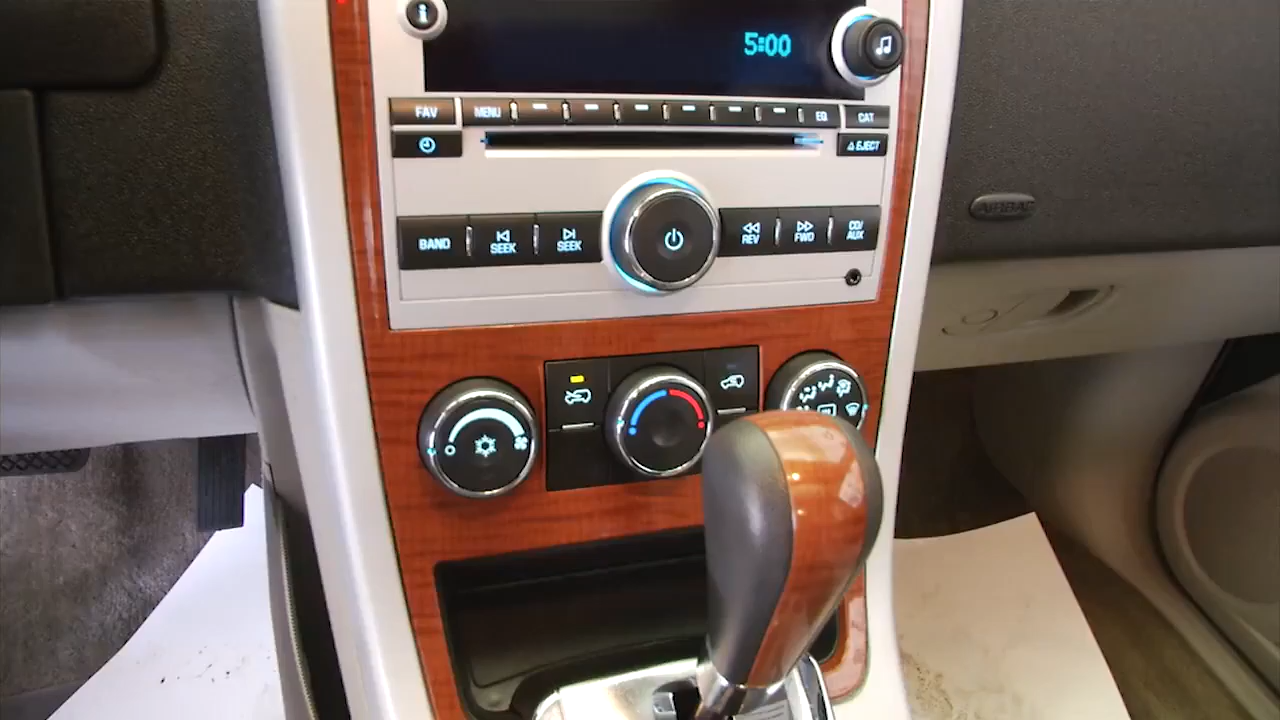 i
5:00
FAV MENU EQ CAT
EJECT
BAND SEEK SEEK REV FWD CD/
AUX
AIRBAG